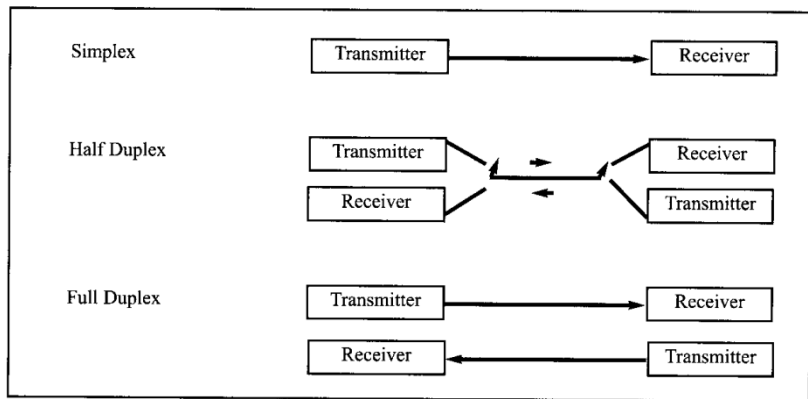 Simplex
Transmitter
Receiver
Half Duplex
Transmitter
Receiver
Receiver
Transmitter
Full Duplex
Transmitter
Receiver
Receiver
Transmitter